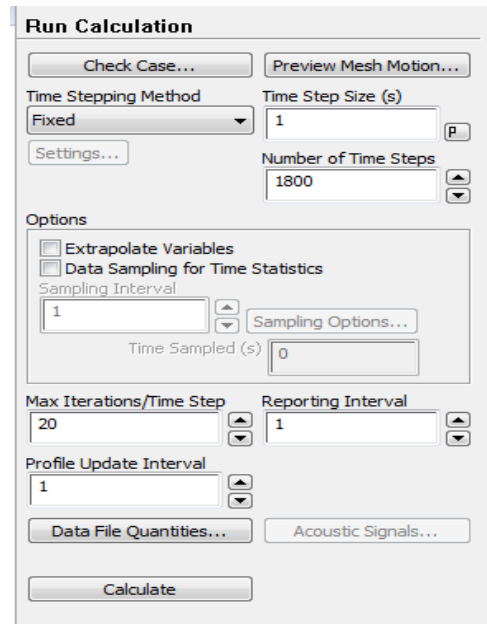 Run Calculation
Check Case... Preview Mesh Motion...
Time Stepping Method Time Step Size (s)
Fixed 1
P
Settings... Number of Time Steps
1800
Options
Extrapolate Variables
Data Sampling for Time Statistics
Sampling Interval
1 Sampling Options...
Time Sampled (s) 0
Max Iterations/Time Step Reporting Interval
20 1
Profile Update Interval
1
Data File Quantities... Acoustic Signals...
Calculate